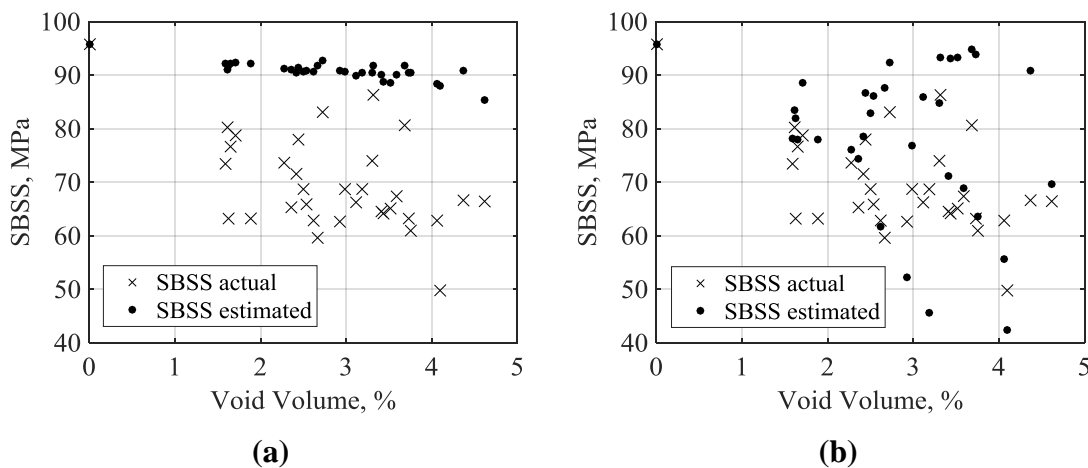 100
90
80
70
60
50
40
SBSS, MPa
SBSS actual
SBSS estimated
0 1 2 3 4 5
Void Volume, %
(a)
100
90
80
70
60
50
40
SBSS, MPa
SBSS actual
SBSS estimated
0 1 2 3 4 5
Void Volume, %
(b)